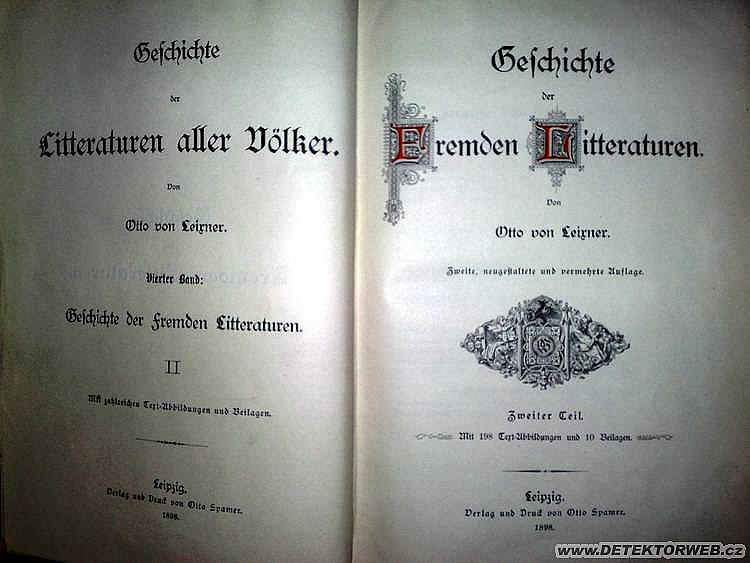 Geschichte
der
Litteraturen aller Völker.
Von
Otto von Leixner.
Vierter Band:
Geschichte der Fremden Litteraturen.
II
Mit zahlreichen Text-Abbildungen und Beilagen.
Leipzig.
Verlag und Druck von Otto Spamer.
1898.
Geschichte
der
Fremden Litteraturen.
Von
Otto von Leixner.
Zweite, neugestaltete und vermehrte Auflage.
OS
Zweiter Teil.
Mit 198 Text-Abbildungen und 10 Beilagen.
Leipzig.
Verlag und Druck von Otto Spamer.
1898.
www.DETEKTORWEB.cz